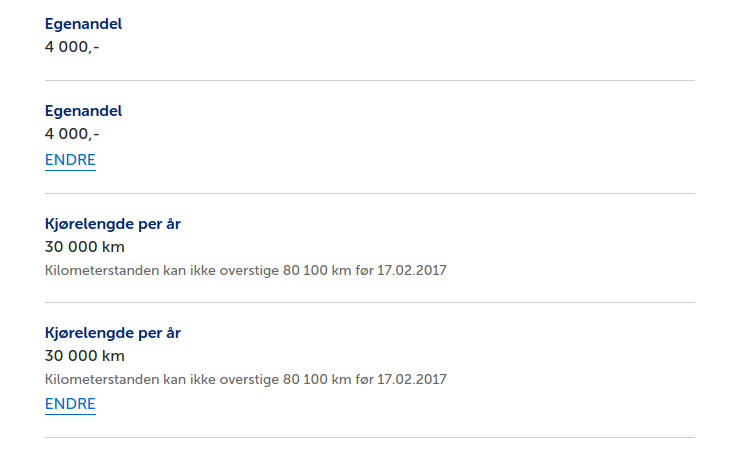 Egenandel
4 000,-
Egenandel
4 000,-
ENDRE
Kjørelengde per år
30 000 km
Kilometerstanden kan ikke overstige 80 100 km før 17.02.2017
Kjørelengde per år
30 000 km
Kilometerstanden kan ikke overstige 80 100 km før 17.02.2017
ENDRE